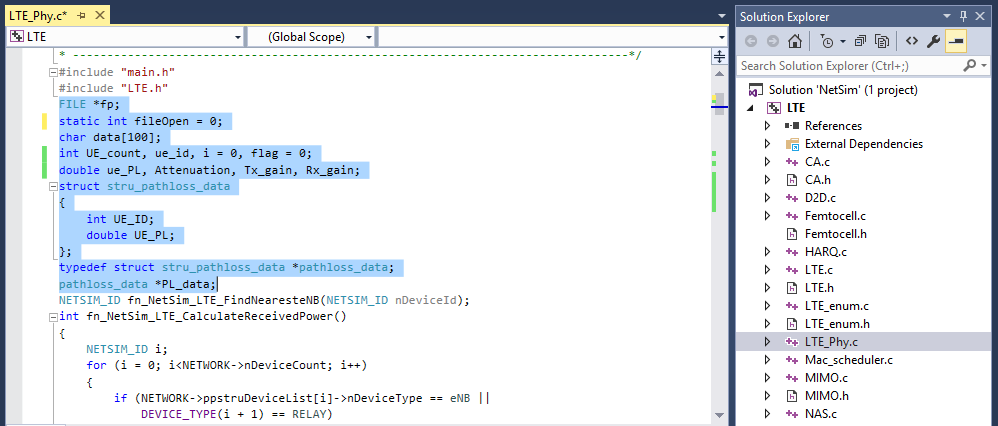 LTE_Phy.c*
LTE
(Global Scope)
* ---------------------------------------------------------------------------------*/
#include "main.h"
#include "LTE.h"
FILE *fp;
static int fileOpen = 0;
char data[100];
int UE_count, ue_id, i = 0, flag = 0;
double ue_PL, Attenuation, Tx_gain, Rx_gain;
struct stru_pathloss_data
{
int UE_ID;
double UE_PL;
};
typedef struct stru_pathloss_data *pathloss_data;
pathloss_data *PL_data;
NETSIM_ID fn_NetSim_LTE_FindNearesteNB(NETSIM_ID nDeviceId);
int fn_NetSim_LTE_CalculateReceivedPower()
{
NETSIM_ID i;
for (i = 0; i<NETWORK->nDeviceCount; i++)
{
if (NETWORK->ppstruDeviceList[i]->nDeviceType == eNB ||
DEVICE_TYPE(i + 1) == RELAY)
Solution Explorer
Search Solution Explorer (Ctrl+;)
Solution 'NetSim' (1 project)
LTE
References
External Dependencies
CA.c
CA.h
D2D.c
Femtocell.c
Femtocell.h
HARQ.c
LTE.c
LTE.h
LTE_enum.c
LTE_enum.h
LTE_Phy.c
Mac_scheduler.c
MIMO.c
MIMO.h
NAS.c